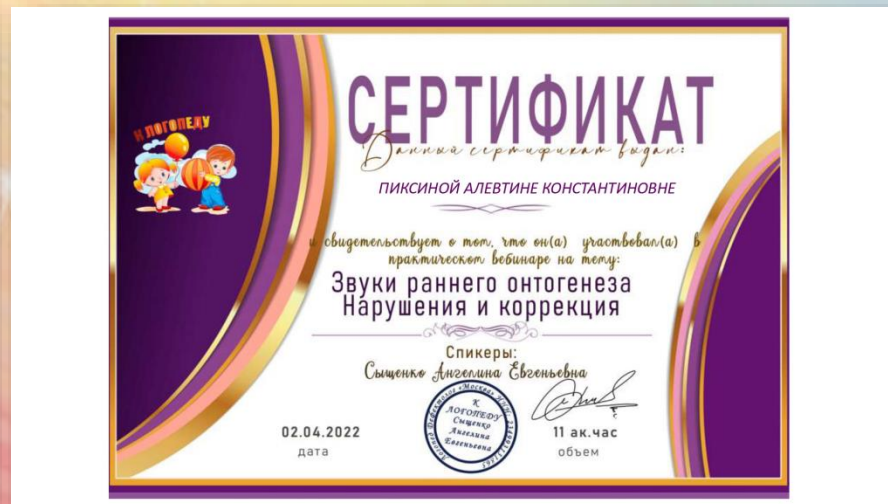 СЕРТИФИКАТ
К ЛОГОПЕДУ
Данный сертификат выдан:
ПИКСИНОЙ АЛЕВТИНЕ КОНСТАНТИНОВНЕ
и свидетельствует о том, что он(а) участвовал(а) в
практическом вебинаре на тему:
Звуки раннего онтогенеза
Нарушения и коррекция
Спикеры:
Сыщенко Ангелина Евгеньевна
К
ЛОГОПЕДУ
Сыщенко
Ангелина
Евгеньевна
02.04.2022
дата
11 ак.час
объем